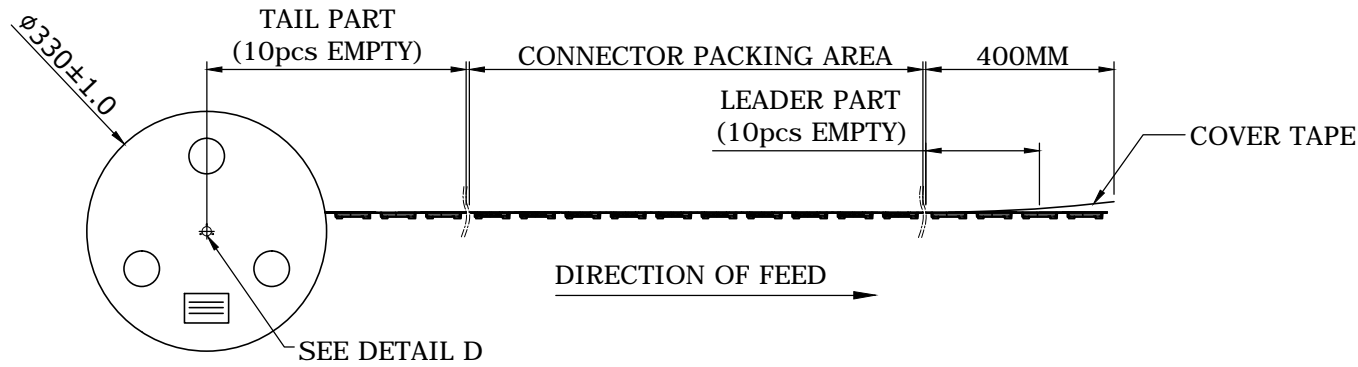 ⌀330±1.0
TAIL PART
(10pcs EMPTY)
CONNECTOR PACKING AREA
400MM
LEADER PART
(10pcs EMPTY)
COVER TAPE
DIRECTION OF FEED
SEE DETAIL D